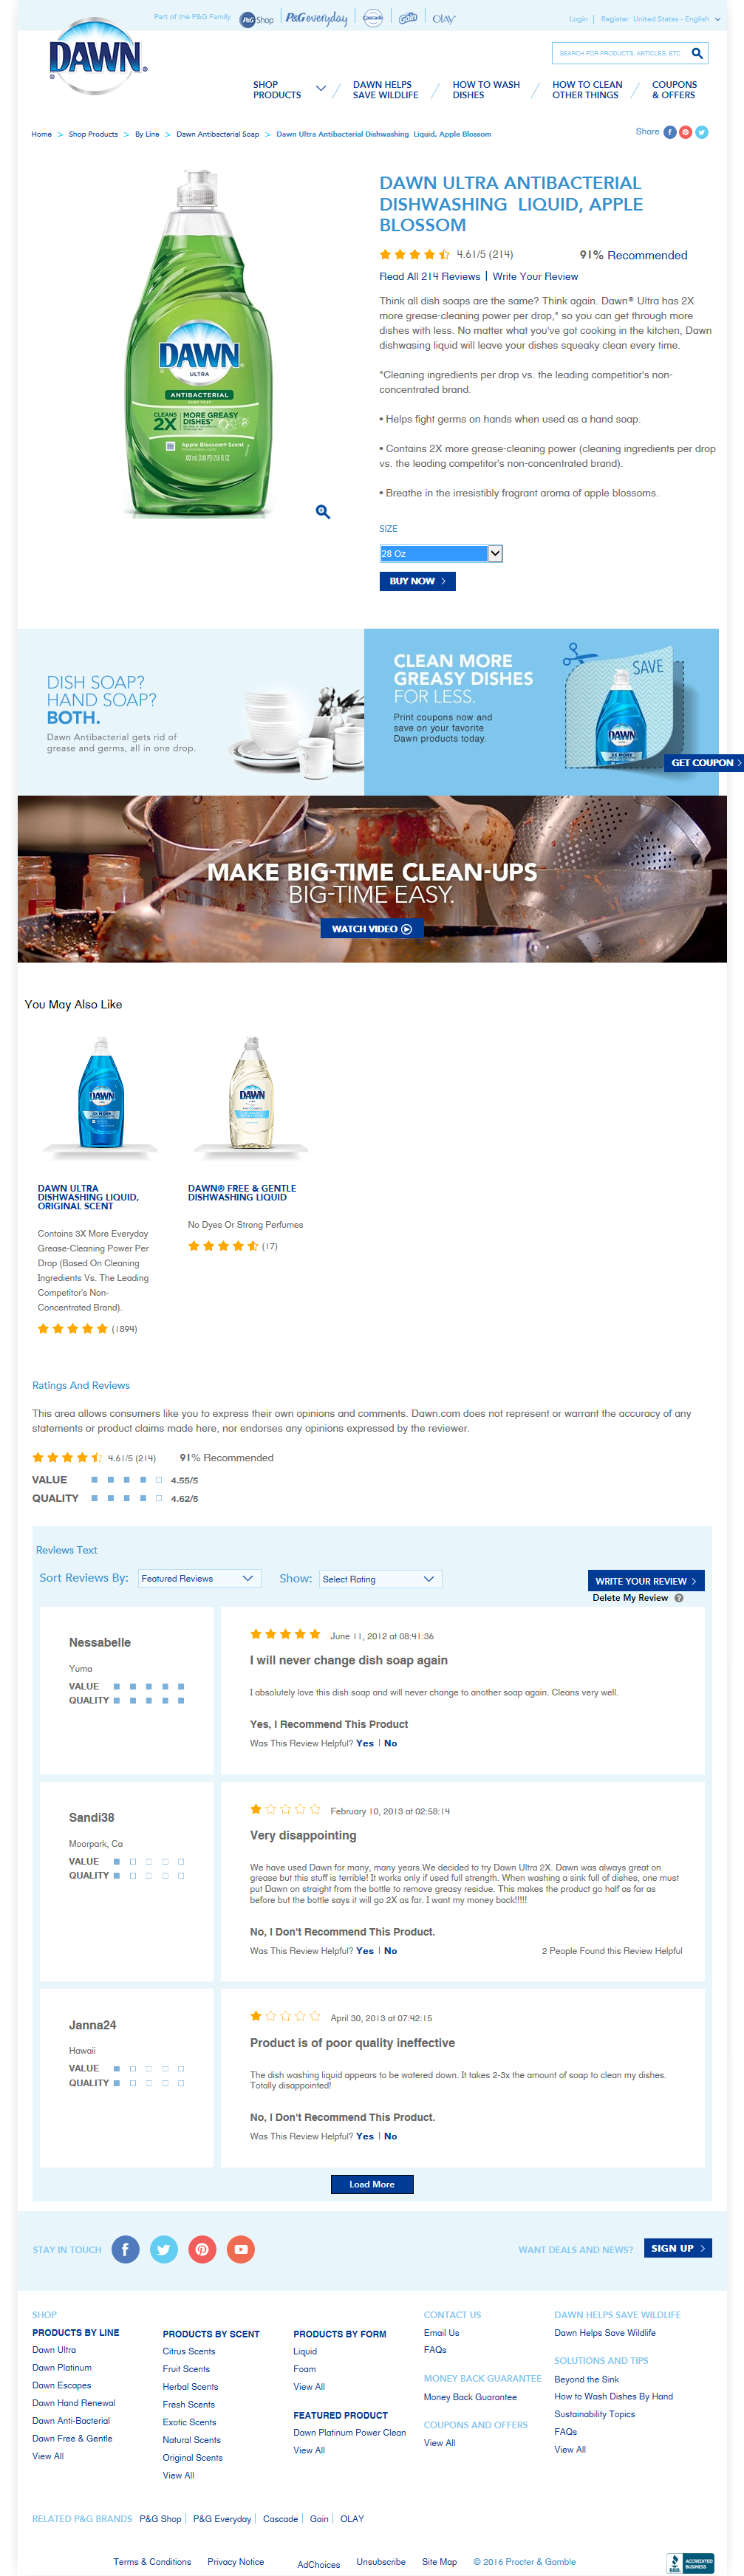 Part of the P&G Family
P&G Shop
P&G everyday
Cascade
Gain
OLAY
Login | Register United States - English
DAWN
SEARCH FOR PRODUCTS, ARTICLES, ETC
SHOP PRODUCTS
DAWN HELPS SAVE WILDLIFE
HOW TO WASH DISHES
HOW TO CLEAN OTHER THINGS
COUPONS & OFFERS
Home > Shop Products > By Line > Dawn Antibacterial Soap > Dawn Ultra Antibacterial Dishwashing Liquid, Apple Blossom
Share
DAWN
ULTRA
ANTIBACTERIAL
HAND SOAP
CLEANS 2X MORE GREASY DISHES*
Apple Blossom® Scent
DAWN ULTRA ANTIBACTERIAL
DISHWASHING LIQUID, APPLE
BLOSSOM
4.61/5 (214)
91% Recommended
Read All 214 Reviews | Write Your Review
Think all dish soaps are the same? Think again. Dawn® Ultra has 2X
more grease-cleaning power per drop,* so you can get through more
dishes with less. No matter what you've got cooking in the kitchen, Dawn
dishwasing liquid will leave your dishes squeaky clean every time.
*Cleaning ingredients per drop vs. the leading competitior's non-
concentrated brand.
• Helps fight germs on hands when used as a hand soap.
• Contains 2X more grease-cleaning power (cleaning ingredients per drop
vs. the leading competitor's non-concentrated brand).
• Breathe in the irresistibly fragrant aroma of apple blossoms.
SIZE
28 Oz
BUY NOW
DISH SOAP?
HAND SOAP?
BOTH.
Dawn Antibacterial gets rid of
grease and germs, all in one drop.
CLEAN MORE
GREASY DISHES
FOR LESS.
Print coupons now and
save on your favorite
Dawn products today.
SAVE
DAWN
GET COUPON
MAKE BIG-TIME CLEAN-UPS
BIG-TIME EASY.
WATCH VIDEO
You May Also Like
DAWN
DAWN
DAWN ULTRA
DISHWASHING LIQUID,
ORIGINAL SCENT
Contains 3X More Everyday
Grease-Cleaning Power Per
Drop (Based On Cleaning
Ingredients Vs. The Leading
Competitor's Non-
Concentrated Brand).
(1894)
DAWN® FREE & GENTLE
DISHWASHING LIQUID
No Dyes Or Strong Perfumes
(17)
Ratings And Reviews
This area allows consumers like you to express their own opinions and comments. Dawn.com does not represent or warrant the accuracy of any
statements or product claims made here, nor endorses any opinions expressed by the reviewer.
4.61/5 (214)
91% Recommended
VALUE 4.55/5
QUALITY 4.62/5
Reviews Text
Sort Reviews By: Featured Reviews
Show: Select Rating
WRITE YOUR REVIEW
Delete My Review ?
Nessabelle
Yuma
VALUE
QUALITY
June 11, 2012 at 08:41:36
I will never change dish soap again
I absolutely love this dish soap and will never change to another soap again. Cleans very well.
Yes, I Recommend This Product
Was This Review Helpful? Yes | No
Sandi38
Moorpark, Ca
VALUE
QUALITY
February 10, 2013 at 02:58:14
Very disappointing
We have used Dawn for many, many years.We decided to try Dawn Ultra 2X. Dawn was always great on
grease but this stuff is terrible! It works only if used full strength. When washing a sink full of dishes, one must
put Dawn on straight from the bottle to remove greasy residue. This makes the product go half as far as
before but the bottle says it will go 2X as far. I want my money back!!!!!
No, I Don't Recommend This Product.
Was This Review Helpful? Yes | No
2 People Found this Review Helpful
Janna24
Hawaii
VALUE
QUALITY
April 30, 2013 at 07:42:15
Product is of poor quality ineffective
The dish washing liquid appears to be watered down. It takes 2-3x the amount of soap to clean my dishes.
Totally disappointed!
No, I Don't Recommend This Product.
Was This Review Helpful? Yes | No
Load More
STAY IN TOUCH
WANT DEALS AND NEWS?
SIGN UP
SHOP
PRODUCTS BY LINE
Dawn Ultra
Dawn Platinum
Dawn Escapes
Dawn Hand Renewal
Dawn Anti-Bacterial
Dawn Free & Gentle
View All
PRODUCTS BY SCENT
Citrus Scents
Fruit Scents
Herbal Scents
Fresh Scents
Exotic Scents
Natural Scents
Original Scents
View All
PRODUCTS BY FORM
Liquid
Foam
View All
FEATURED PRODUCT
Dawn Platinum Power Clean
View All
CONTACT US
Email Us
FAQs
MONEY BACK GUARANTEE
Money Back Guarantee
COUPONS AND OFFERS
View All
DAWN HELPS SAVE WILDLIFE
Dawn Helps Save Wildlife
SOLUTIONS AND TIPS
Beyond the Sink
How to Wash Dishes By Hand
Sustainability Topics
FAQs
View All
RELATED P&G BRANDS P&G Shop | P&G Everyday | Cascade | Gain | OLAY
Terms & Conditions
Privacy Notice
AdChoices
Unsubscribe
Site Map
© 2016 Procter & Gamble
BBB
ACCREDITED BUSINESS